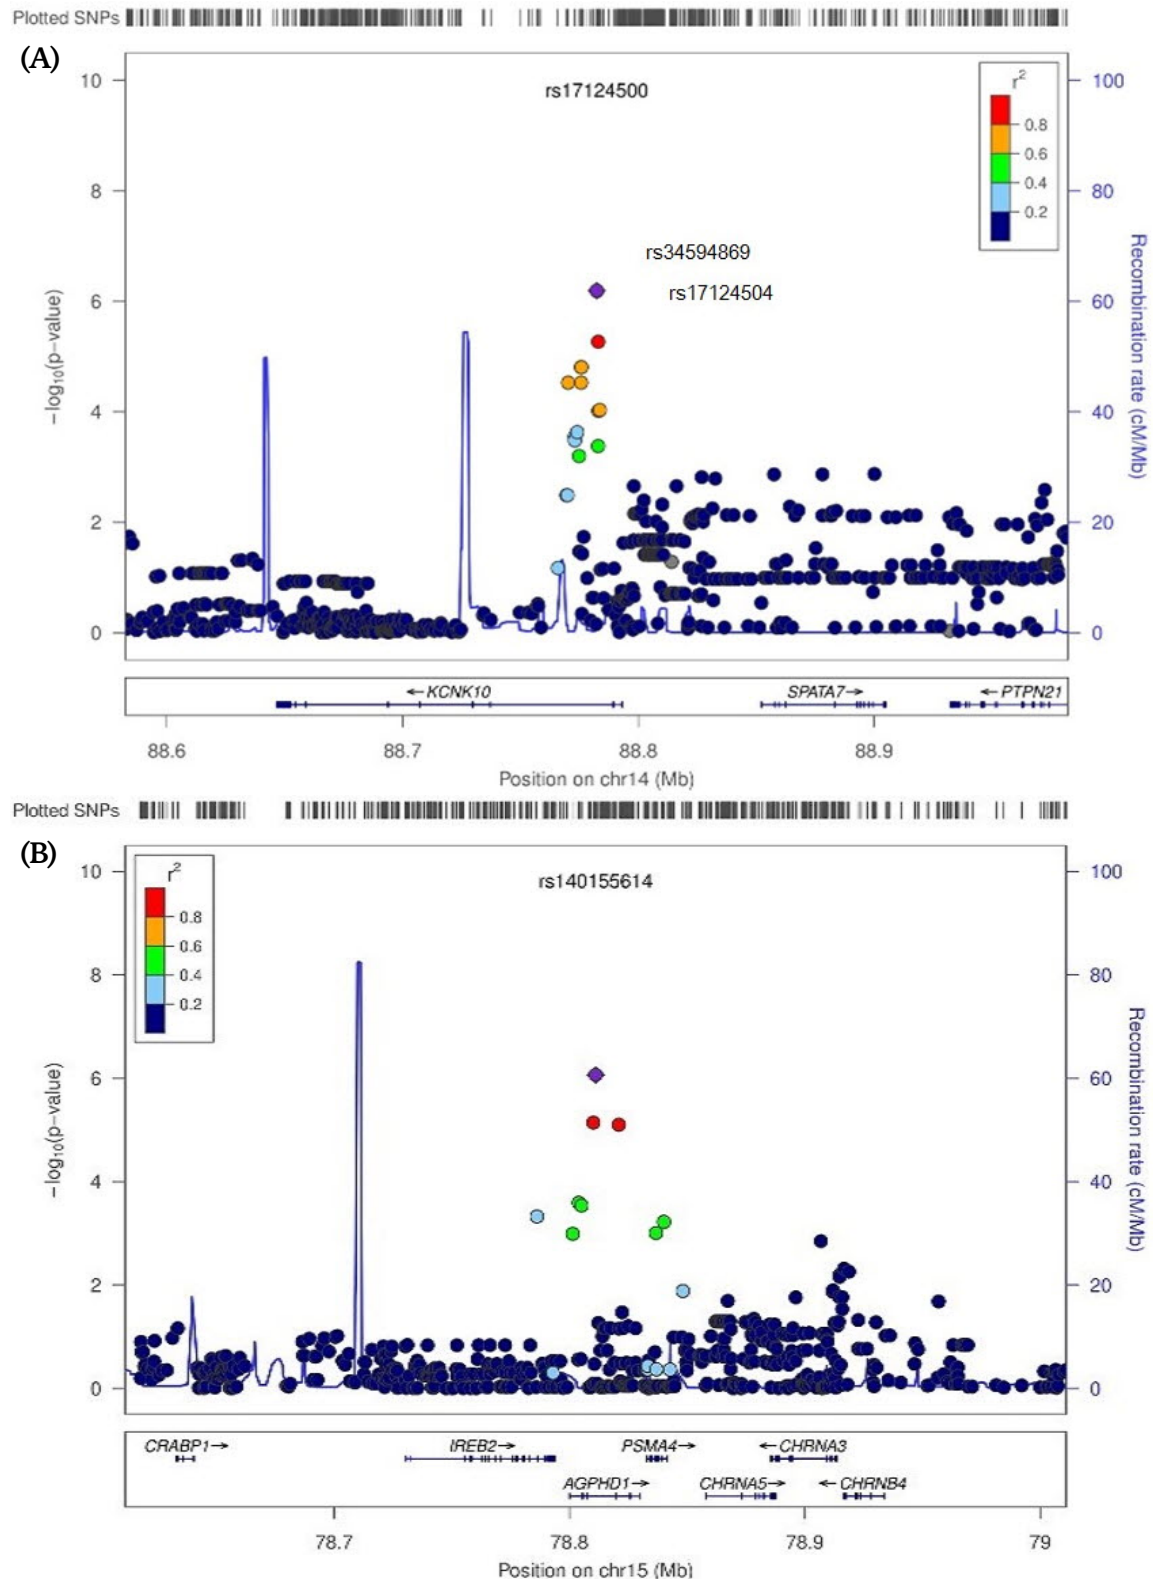 Plotted SNPs
(A)
rs17124500
rs34594869
rs17124504
r2
0.8
0.6
0.4
0.2
10
8
6
4
2
0
−log10(p−value)
100
80
60
40
20
0
Recombination rate (cM/Mb)
←KCNK10
SPATA7→
←PTPN21
88.6
88.7
88.8
88.9
Position on chr14 (Mb)
Plotted SNPs
(B)
rs140155614
r2
0.8
0.6
0.4
0.2
10
8
6
4
2
0
−log10(p−value)
100
80
60
40
20
0
Recombination rate (cM/Mb)
CRABP1→
IREB2→
PSMA4→
←CHRNA3
AGPHD1→
CHRNA5→
←CHRNB4
78.7
78.8
78.9
79
Position on chr15 (Mb)